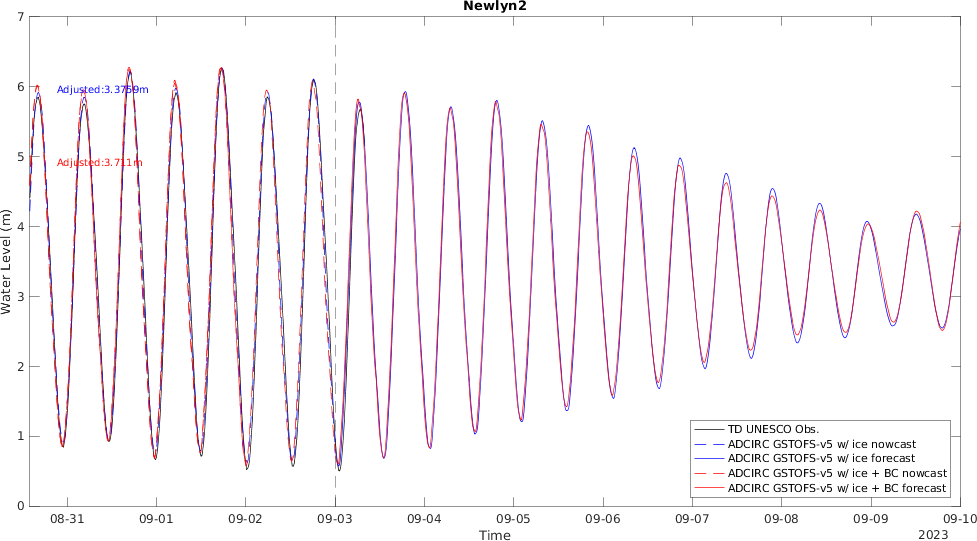 Newlyn2
7
6
5
4
3
2
1
0
Water Level (m)
Adjusted:3.3759m
Adjusted:3.711m
TD UNESCO Obs.
ADCIRC GSTOFS-v5 w/ ice nowcast
ADCIRC GSTOFS-v5 w/ ice forecast
ADCIRC GSTOFS-v5 w/ ice + BC nowcast
ADCIRC GSTOFS-v5 w/ ice + BC forecast
08-31 09-01 09-02 09-03 09-04 09-05 09-06 09-07 09-08 09-09 09-10
Time
2023